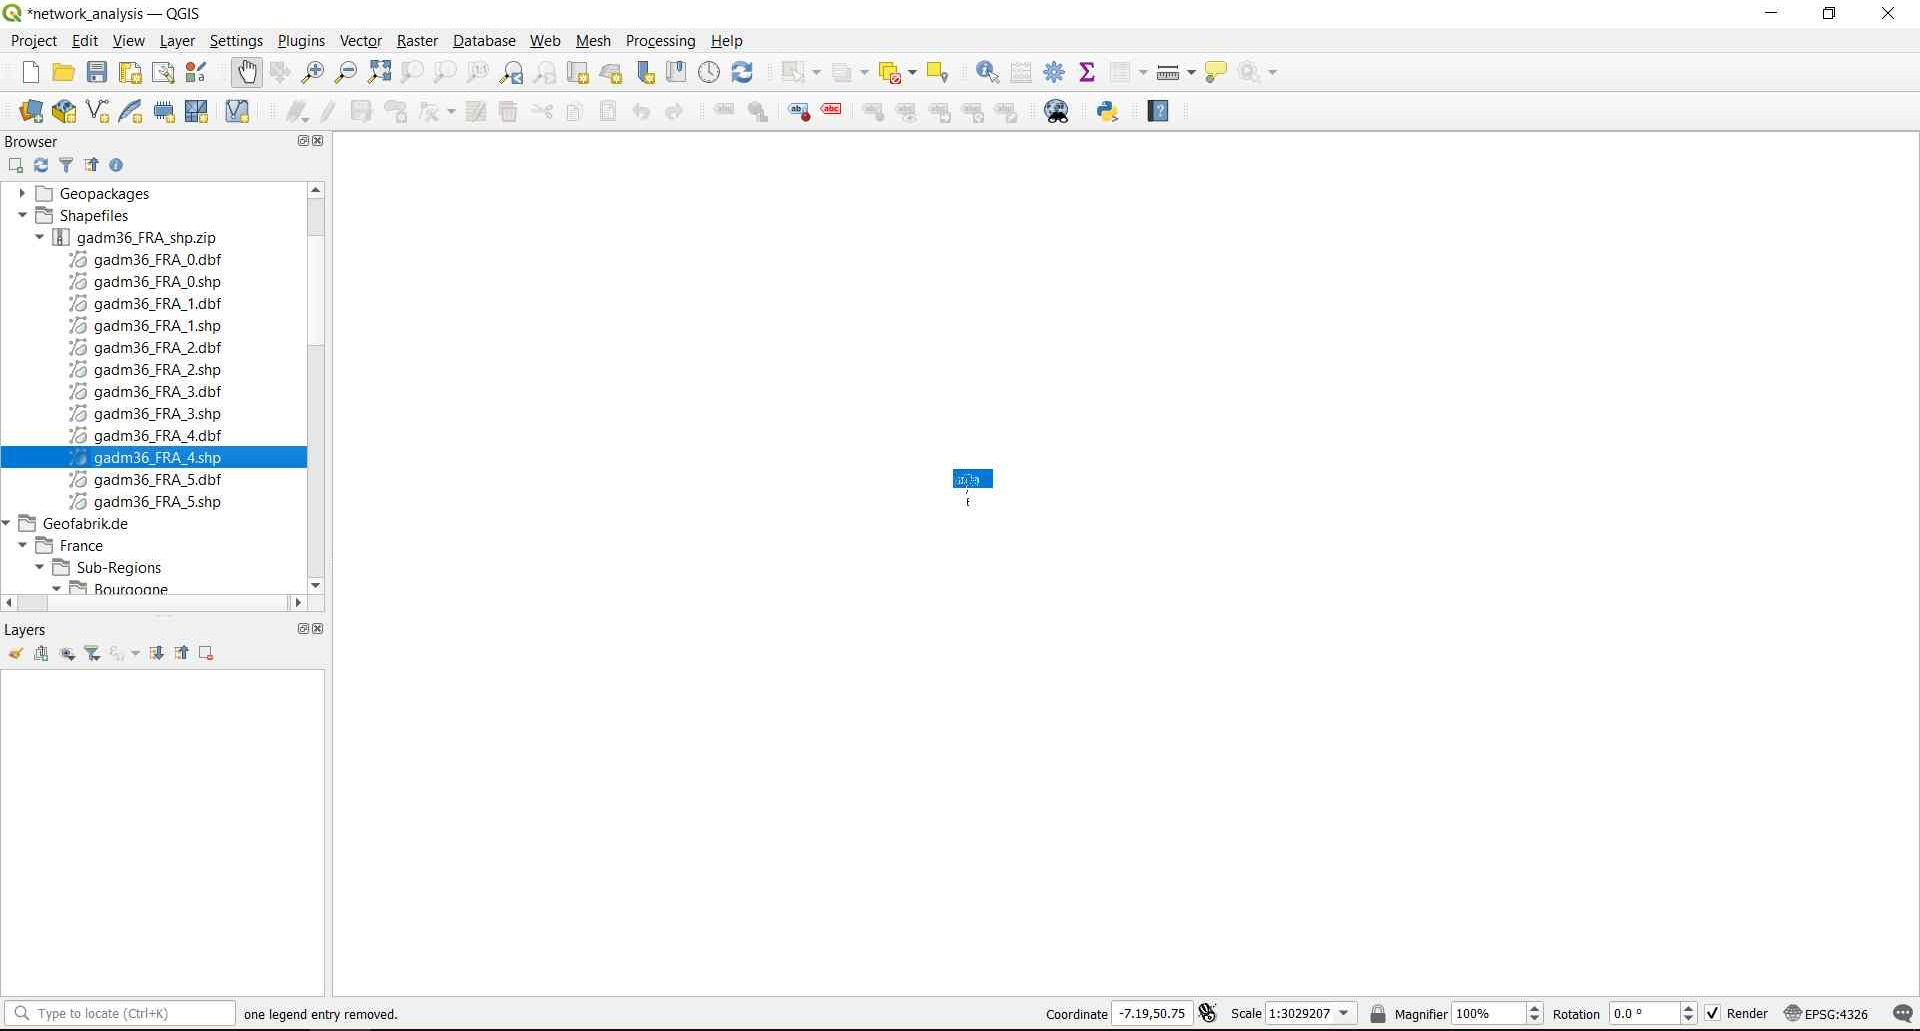 *network_analysis — QGIS
Project Edit View Layer Settings Plugins Vector Raster Database Web Mesh Processing Help
Browser
Geopackages
Shapefiles
gadm36_FRA_shp.zip
gadm36_FRA_0.dbf
gadm36_FRA_0.shp
gadm36_FRA_1.dbf
gadm36_FRA_1.shp
gadm36_FRA_2.dbf
gadm36_FRA_2.shp
gadm36_FRA_3.dbf
gadm36_FRA_3.shp
gadm36_FRA_4.dbf
gadm36_FRA_4.shp
gadm36_FRA_5.dbf
gadm36_FRA_5.shp
Geofabrik.de
France
Sub-Regions
Bourgogne
Layers
Type to locate (Ctrl+K) one legend entry removed. Coordinate -7.19,50.75 Scale 1:3029207 Magnifier 100% Rotation 0.0 ° Render EPSG:4326